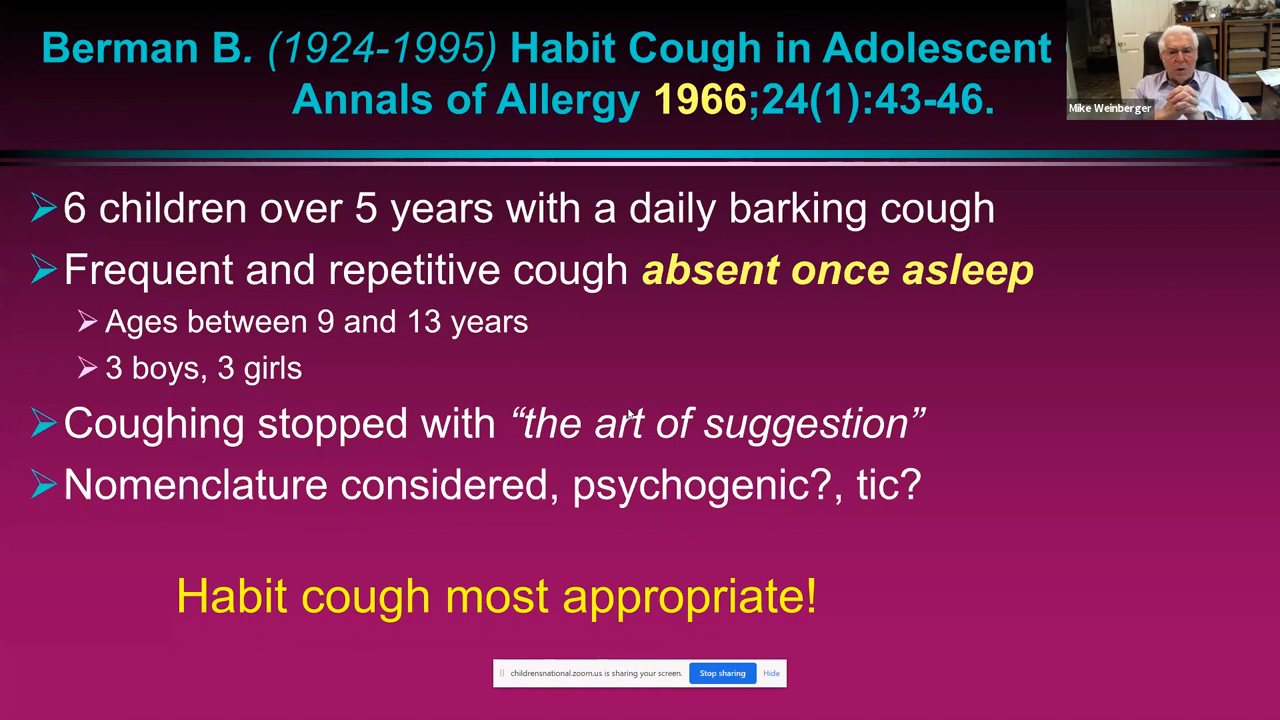 Berman B. (1924-1995) Habit Cough in Adolescent
Annals of Allergy 1966;24(1):43-46.
Mike Weinberger
6 children over 5 years with a daily barking cough
Frequent and repetitive cough absent once asleep
Ages between 9 and 13 years
3 boys, 3 girls
Coughing stopped with “the art of suggestion”
Nomenclature considered, psychogenic?, tic?
Habit cough most appropriate!
childrensnational.zoom.us is sharing your screen. Stop sharing Hide